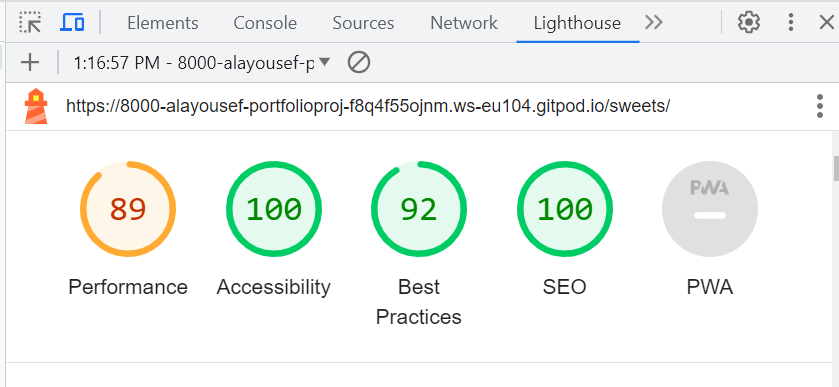 Elements Console Sources Network Lighthouse
1:16:57 PM - 8000-alayousef-p
https://8000-alayousef-portfolioproj-f8q4f55ojnm.ws-eu104.gitpod.io/sweets/
89 100 92 100 PWA
Performance Accessibility Best Practices SEO PWA